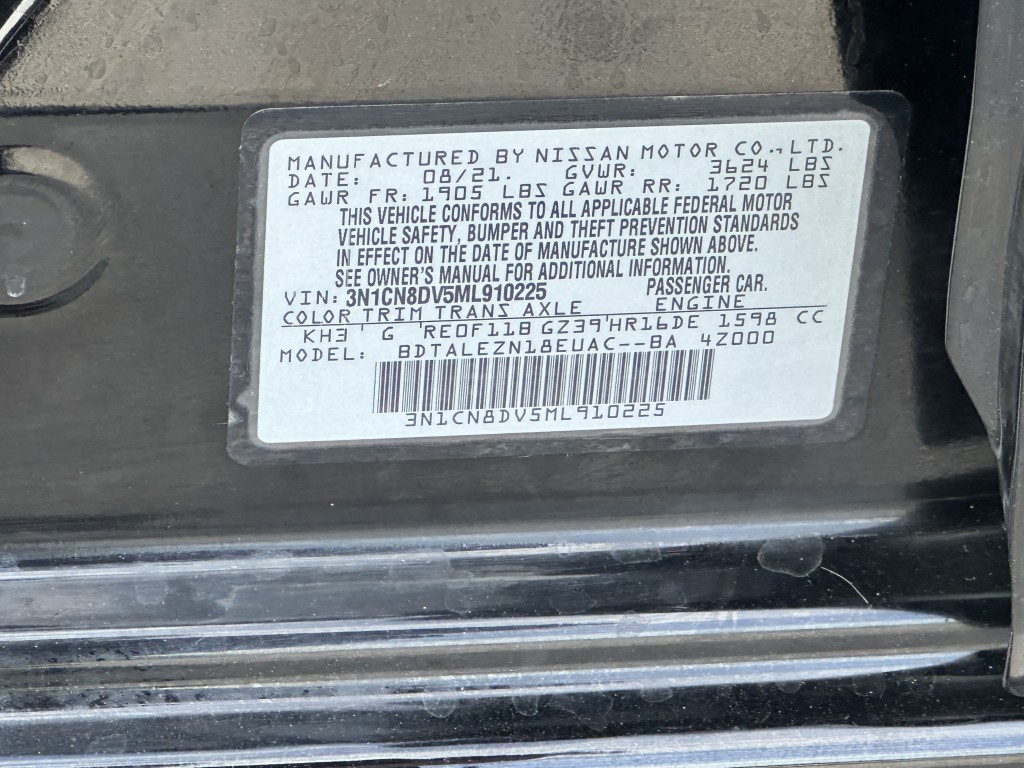 MANUFACTURED BY NISSAN MOTOR CO.,LTD.
DATE: 08/21. GVWR: 3624 LBS
GAWR FR: 1905 LBS GAWR RR: 1720 LBS
THIS VEHICLE CONFORMS TO ALL APPLICABLE FEDERAL MOTOR
VEHICLE SAFETY, BUMPER AND THEFT PREVENTION STANDARDS
IN EFFECT ON THE DATE OF MANUFACTURE SHOWN ABOVE.
SEE OWNER'S MANUAL FOR ADDITIONAL INFORMATION.
VIN: 3N1CN8DV5ML910225 PASSENGER CAR.
COLOR TRIM TRANS AXLE ENGINE
KH3 ' G 'RE0F11B GZ39'HR16DE 1598 CC
MODEL: BDTALEZN18EUAC--BA 4Z000
3N1CN8DV5ML910225